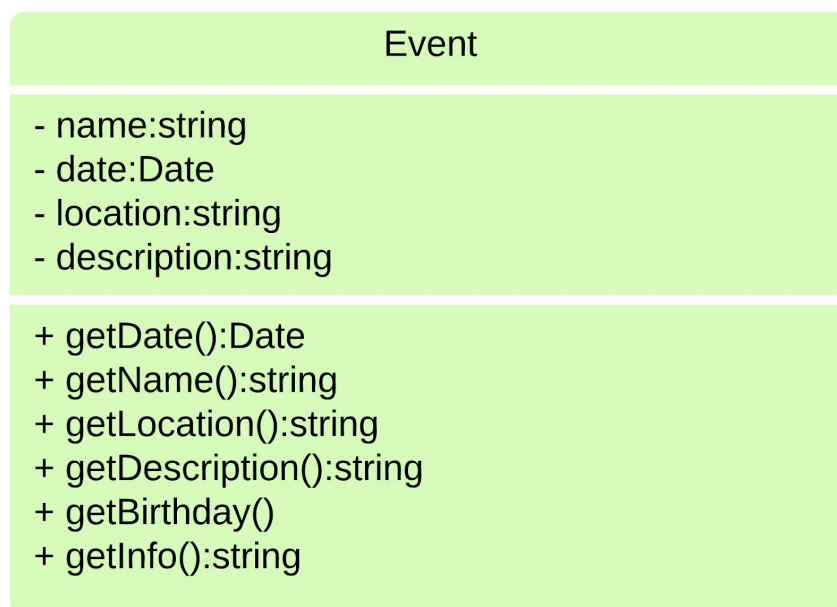 Event
- name:string
- date:Date
- location:string
- description:string
+ getDate():Date
+ getName():string
+ getLocation():string
+ getDescription():string
+ getBirthday()
+ getInfo():string